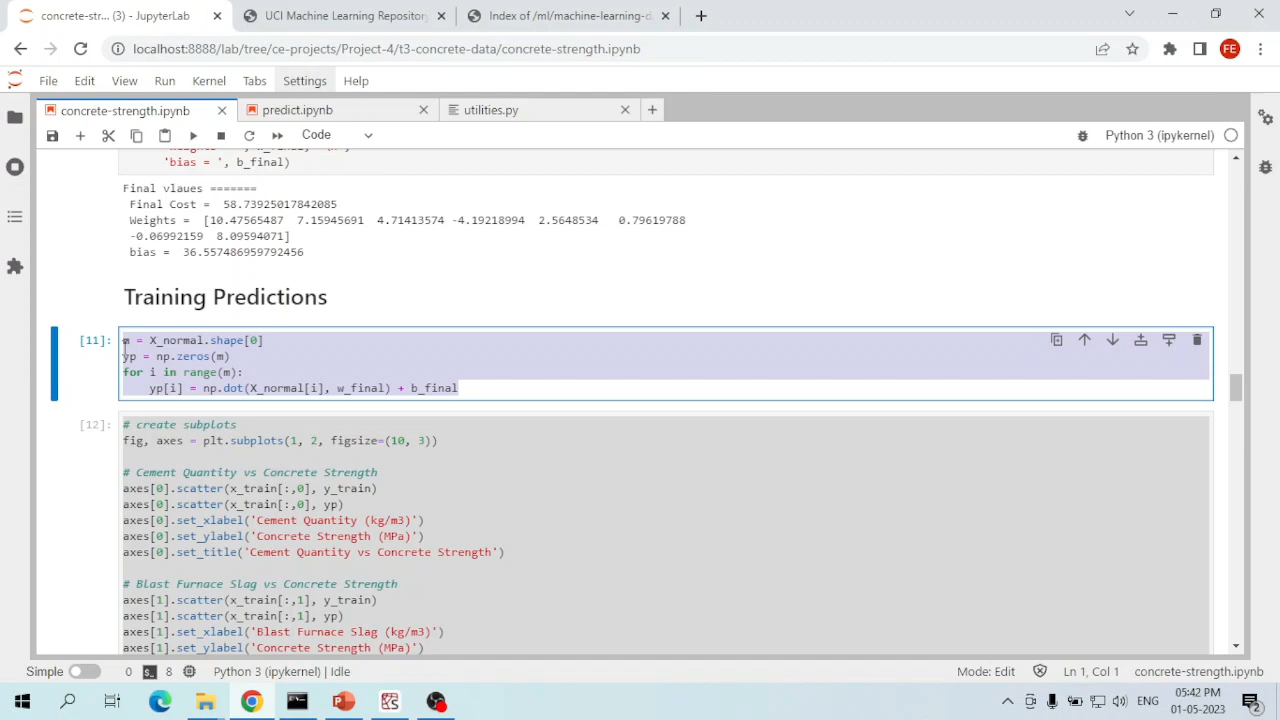 concrete-str... (3) - JupyterLab
UCI Machine Learning Repository
Index of /ml/machine-learning-d
localhost:8888/lab/tree/ce-projects/Project-4/t3-concrete-data/concrete-strength.ipynb
FE
File Edit View Run Kernel Tabs Settings Help
concrete-strength.ipynb
predict.ipynb
utilities.py
Code
Python 3 (ipykernel)
'bias = ', b_final)
Final vlaues =======
Final Cost = 58.73925017842085
Weights = [10.47565487 7.15945691 4.71413574 -4.19218994 2.5648534 0.79619788
-0.06992159 8.09594071]
bias = 36.557486959792456
Training Predictions
[11]:
m = X_normal.shape[0]
yp = np.zeros(m)
for i in range(m):
yp[i] = np.dot(X_normal[i], w_final) + b_final
[12]:
# create subplots
fig, axes = plt.subplots(1, 2, figsize=(10, 3))
# Cement Quantity vs Concrete Strength
axes[0].scatter(x_train[:,0], y_train)
axes[0].scatter(x_train[:,0], yp)
axes[0].set_xlabel('Cement Quantity (kg/m3)')
axes[0].set_ylabel('Concrete Strength (MPa)')
axes[0].set_title('Cement Quantity vs Concrete Strength')
# Blast Furnace Slag vs Concrete Strength
axes[1].scatter(x_train[:,1], y_train)
axes[1].scatter(x_train[:,1], yp)
axes[1].set_xlabel('Blast Furnace Slag (kg/m3)')
axes[1].set_ylabel('Concrete Strength (MPa)')
Simple 0 8 Python 3 (ipykernel) | Idle
Mode: Edit Ln 1, Col 1 concrete-strength.ipynb
ENG
05:42 PM
01-05-2023
2